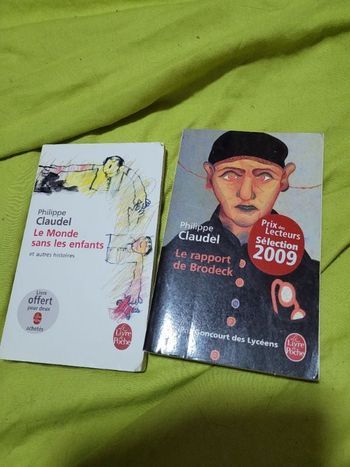 Philippe
Claudel
Le Monde
sans les enfants
et autres histoires
Livre
offert
pour deux
achetés
Le Livre
de Poche
Philippe
Claudel
Le rapport
de Brodeck
Prix des
Lecteurs
Sélection
2009
Prix Goncourt des Lycéens
Le Livre
de Poche